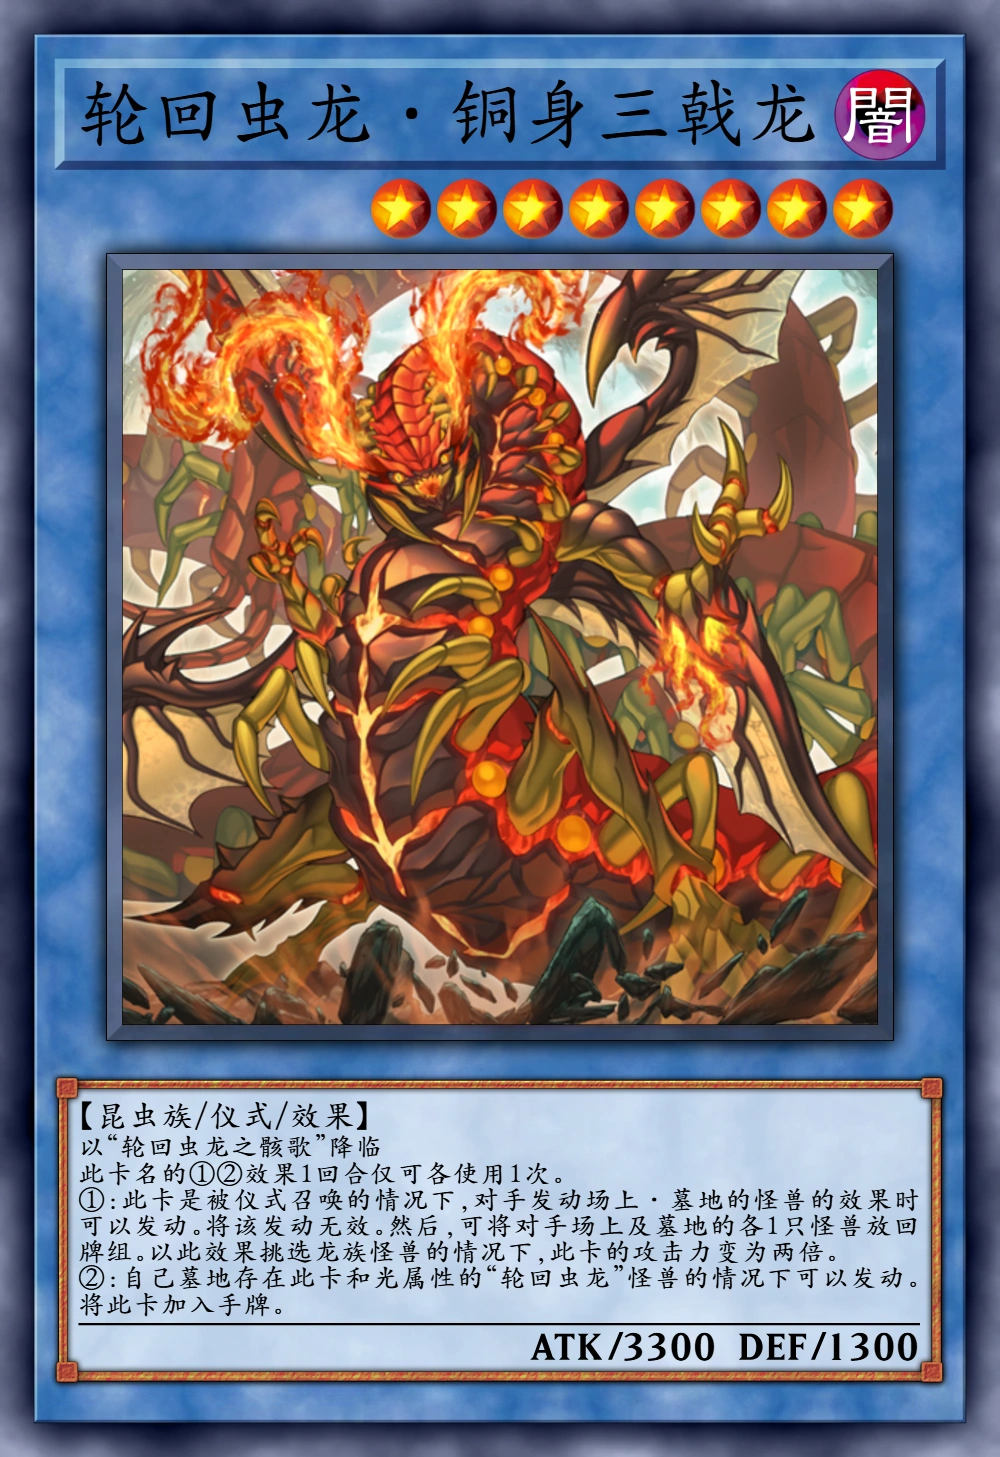 轮回虫龙·铜身三戟龙
闇
【昆虫族/仪式/效果】
以“轮回虫龙之骸歌”降临
此卡名的①②效果1回合仅可各使用1次。
①:此卡是被仪式召唤的情况下,对手发动场上·墓地的怪兽的效果时
可以发动。将该发动无效。然后,可将对手场上及墓地的各1只怪兽放回
牌组。以此效果挑选龙族怪兽的情况下,此卡的攻击力变为两倍。
②:自己墓地存在此卡和光属性的“轮回虫龙”怪兽的情况下可以发动。
将此卡加入手牌。
ATK/3300 DEF/1300